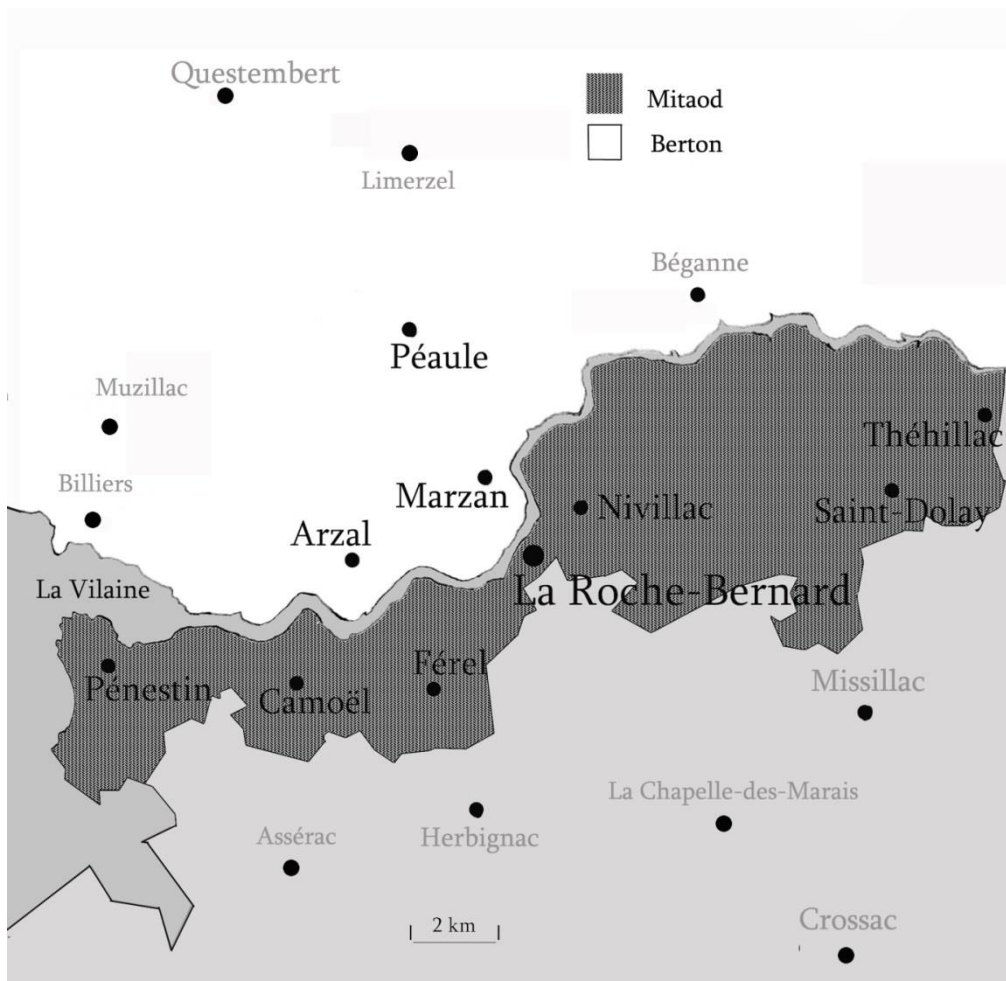 Questembert
Mitaod
Berton
Limerzel
Béganne
Péaule
Muzillac
Théhillac
Billiers
Marzan
Nivillac
Saint-Dolay
Arzal
La Vilaine
La Roche-Bernard
Férel
Pénestin
Camoël
Missillac
La Chapelle-des-Marais
Assérac
Herbignac
2 km
Crossac